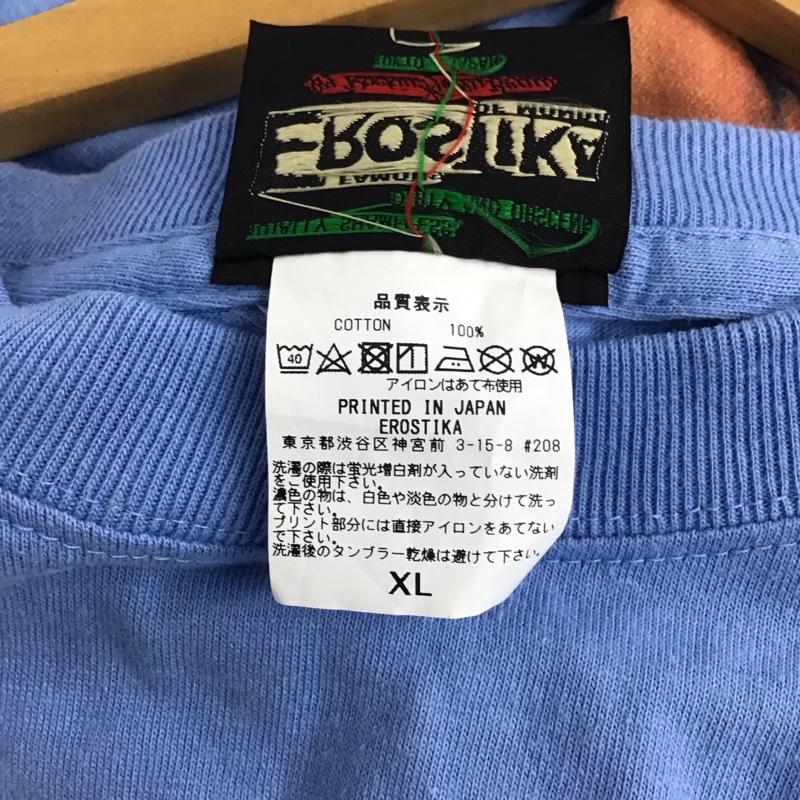 EROSTIKA
品質表示
COTTON 100%
40
アイロンはあて布使用
PRINTED IN JAPAN
EROSTIKA
東京都渋谷区神宮前 3-15-8 #208
洗濯の際は蛍光増白剤が入っていない洗剤
をご使用下さい。
濃色の物は、白色や淡色の物と分けて洗っ
て下さい。
プリント部分には直接アイロンをあてない
で下さい。
洗濯後のタンブラー乾燥は避けて下さい。
XL